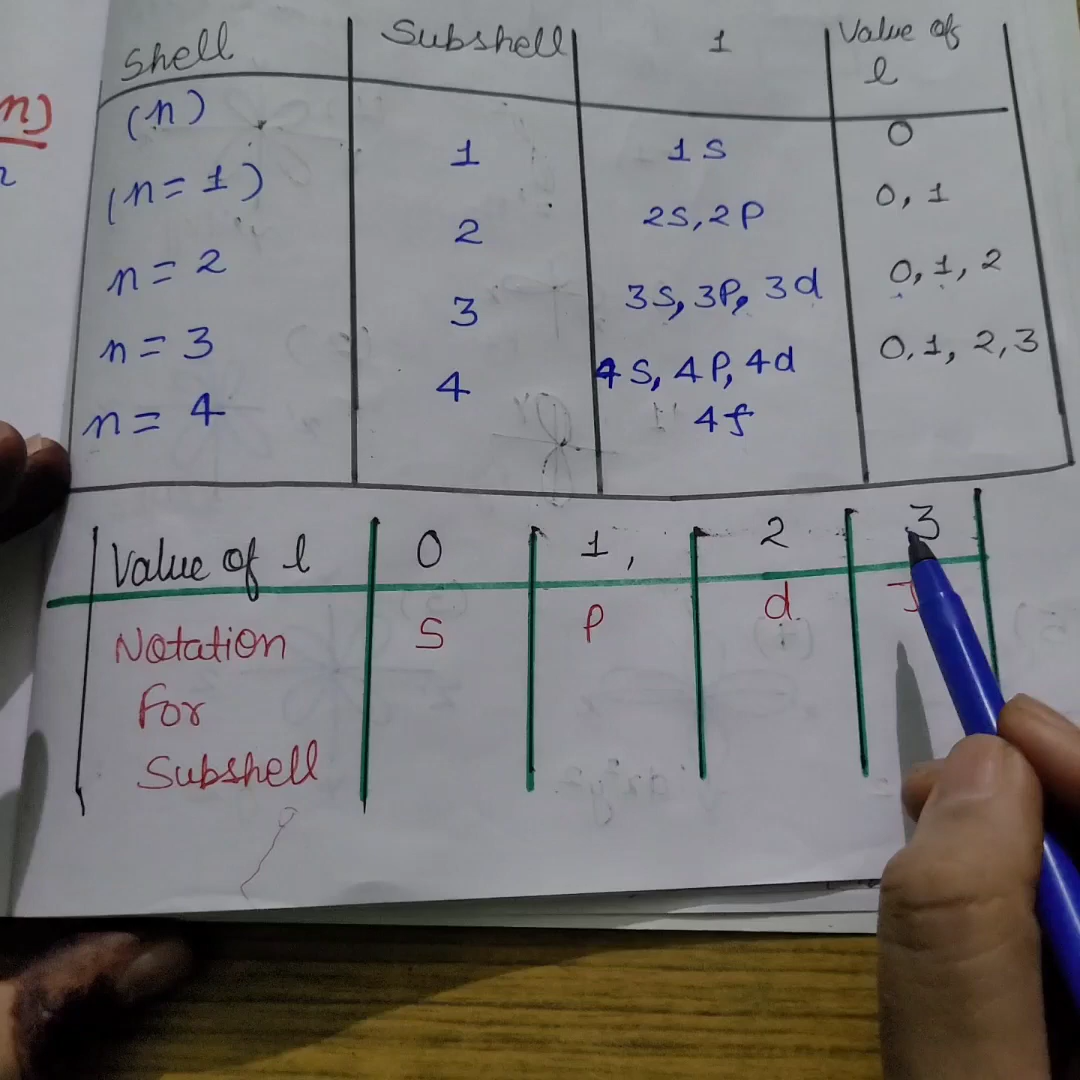 n)
2
Shell Subshell 1 Value of
l
(n) 0
(n = 1) 1 1s 0, 1
n = 2 2 2s, 2p 0, 1, 2
n = 3 3 3s, 3p, 3d 0, 1, 2, 3
n = 4 4 4s, 4p, 4d
4f
Value of l 0 1, 2 3
Notation s p d
For
Subshell